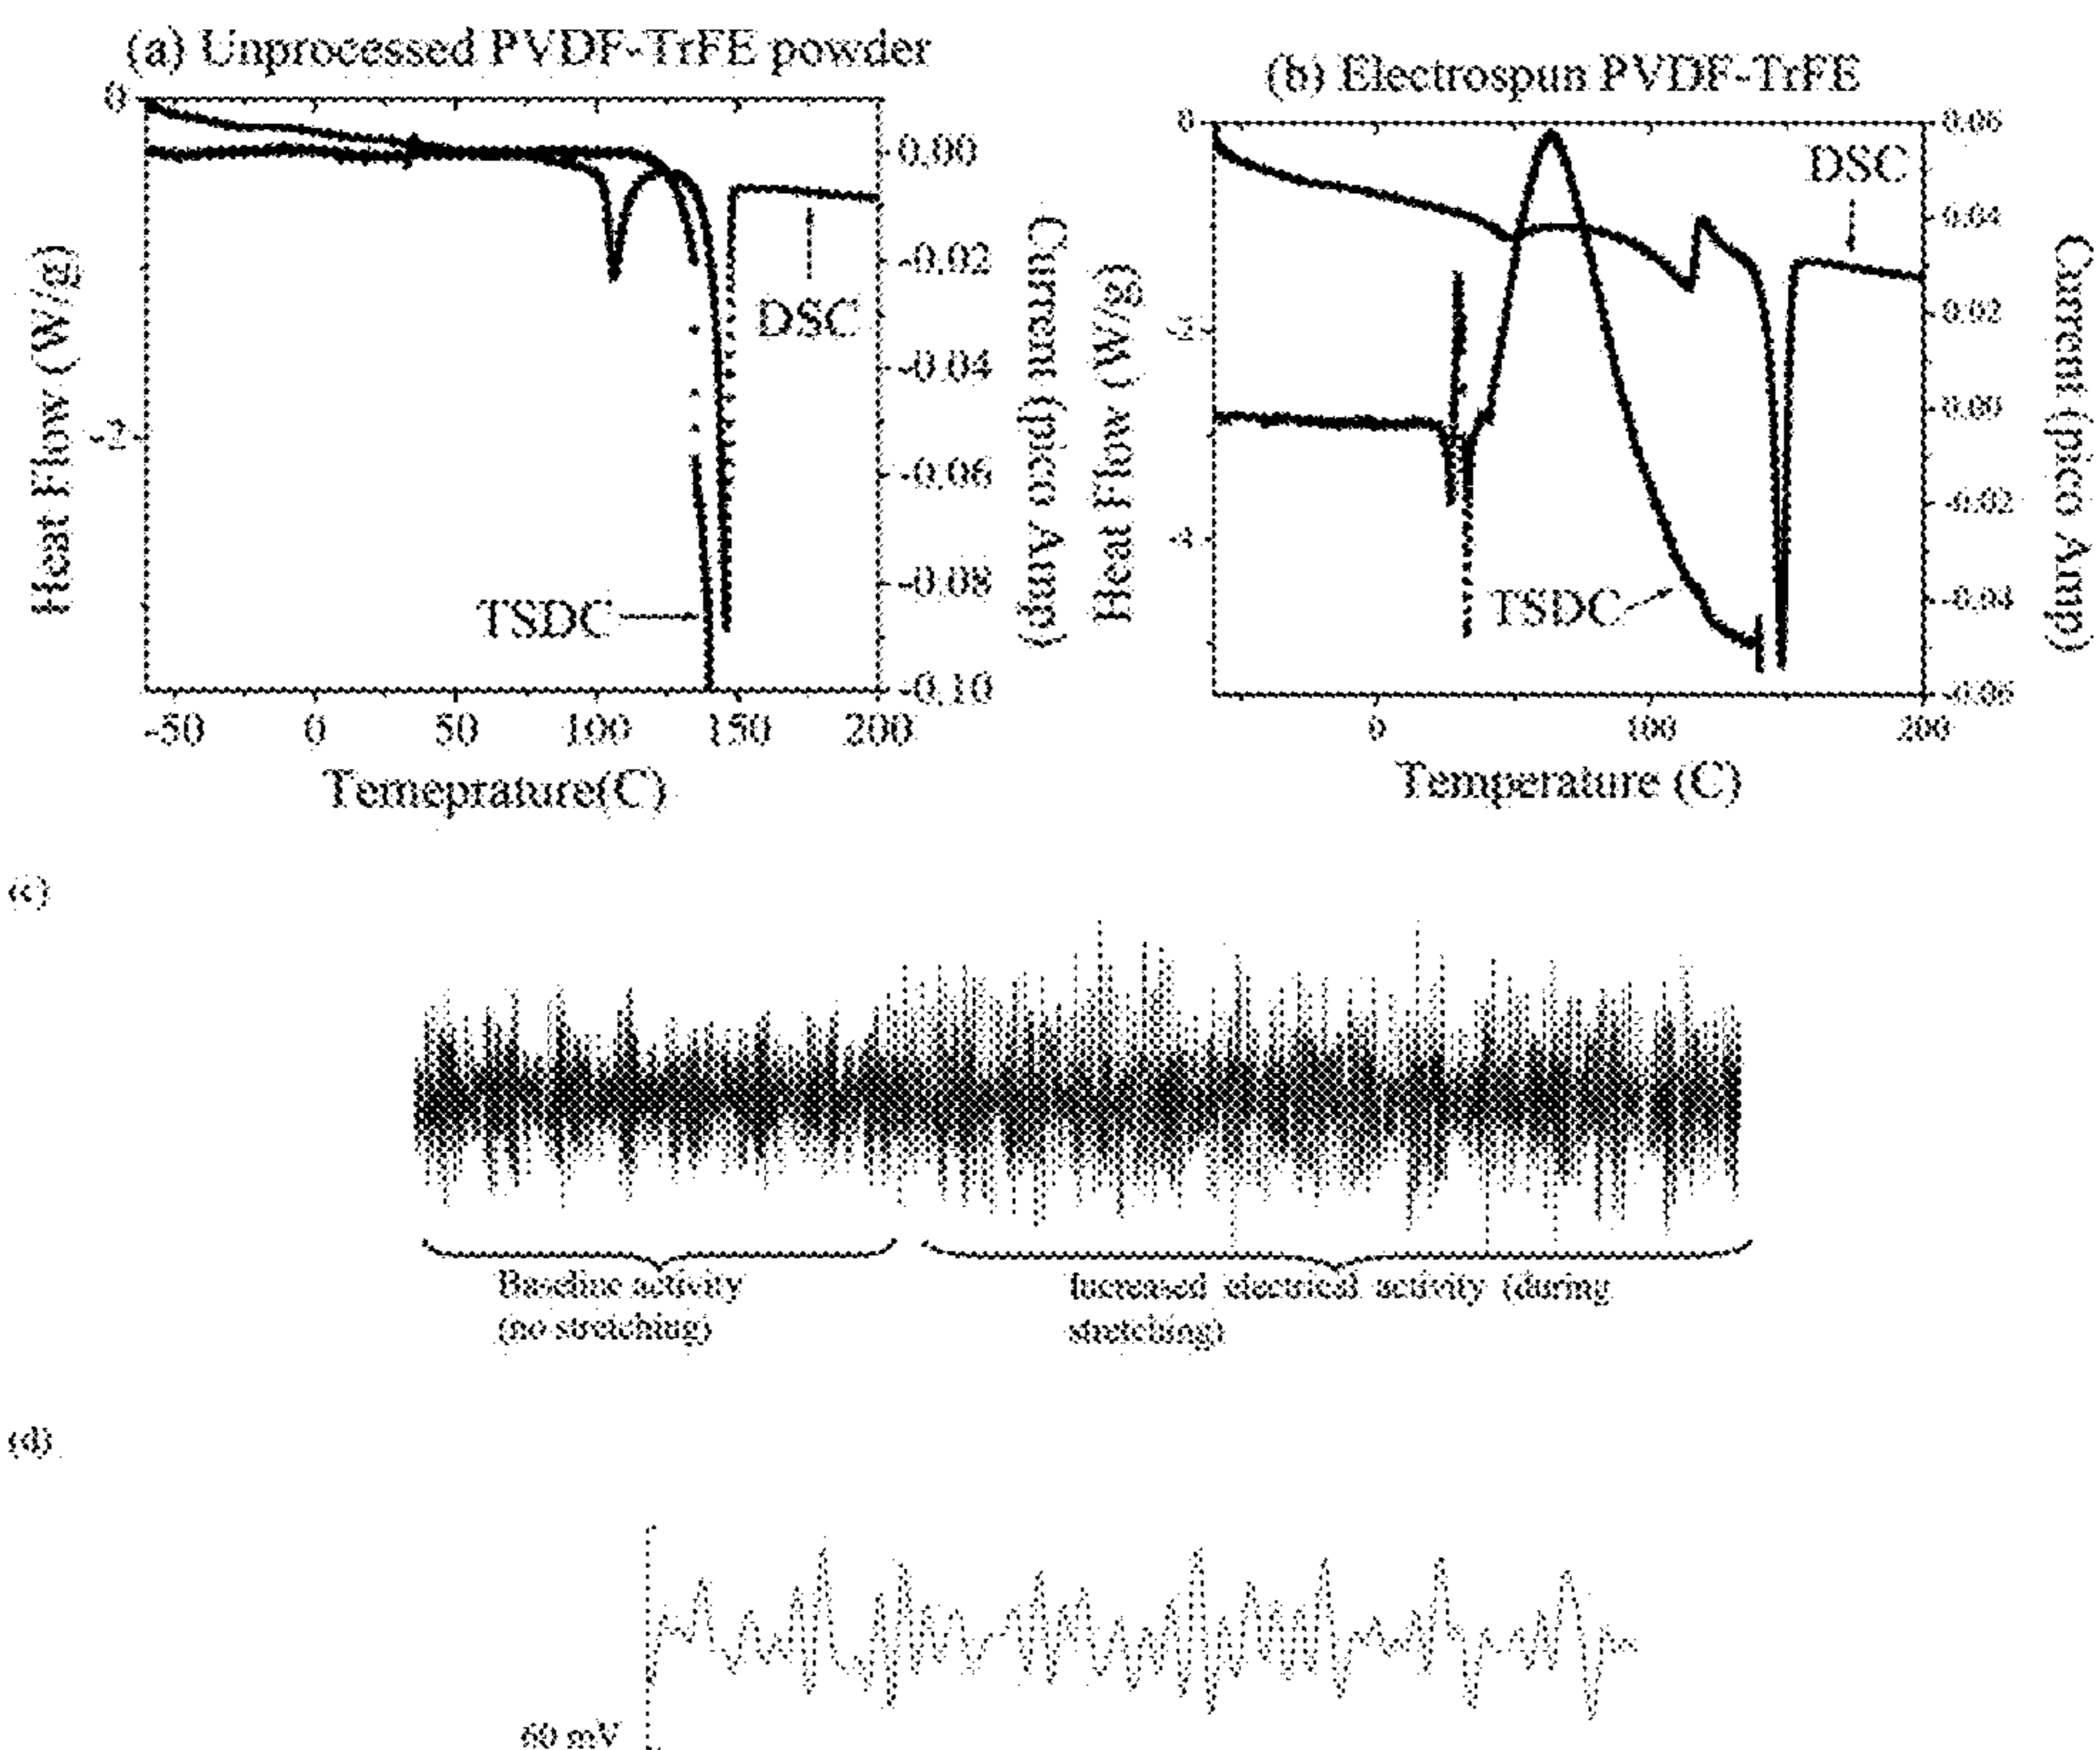 (a) Unprocessed PVDF-TrFE powder
0
0.00
-0.02
-0.04
-0.06
-0.08
-0.10
-2
DSC
TSDC
Heat Flow (W/g)
Current (pico Amp)
-50 0 50 100 150 200
Temeprature(C)
(b) Electrospun PVDF-TrFE
0
-4
0.06
0.04
0.02
0.00
-0.02
-0.04
-0.06
DSC
TSDC
Heat Flow (W/g)
Current (pico Amp)
0 100 200
Temperature (C)
(c)
Baseline activity
(no stretching)
Increased electrical activity (during
stretching)
(d)
60 mV